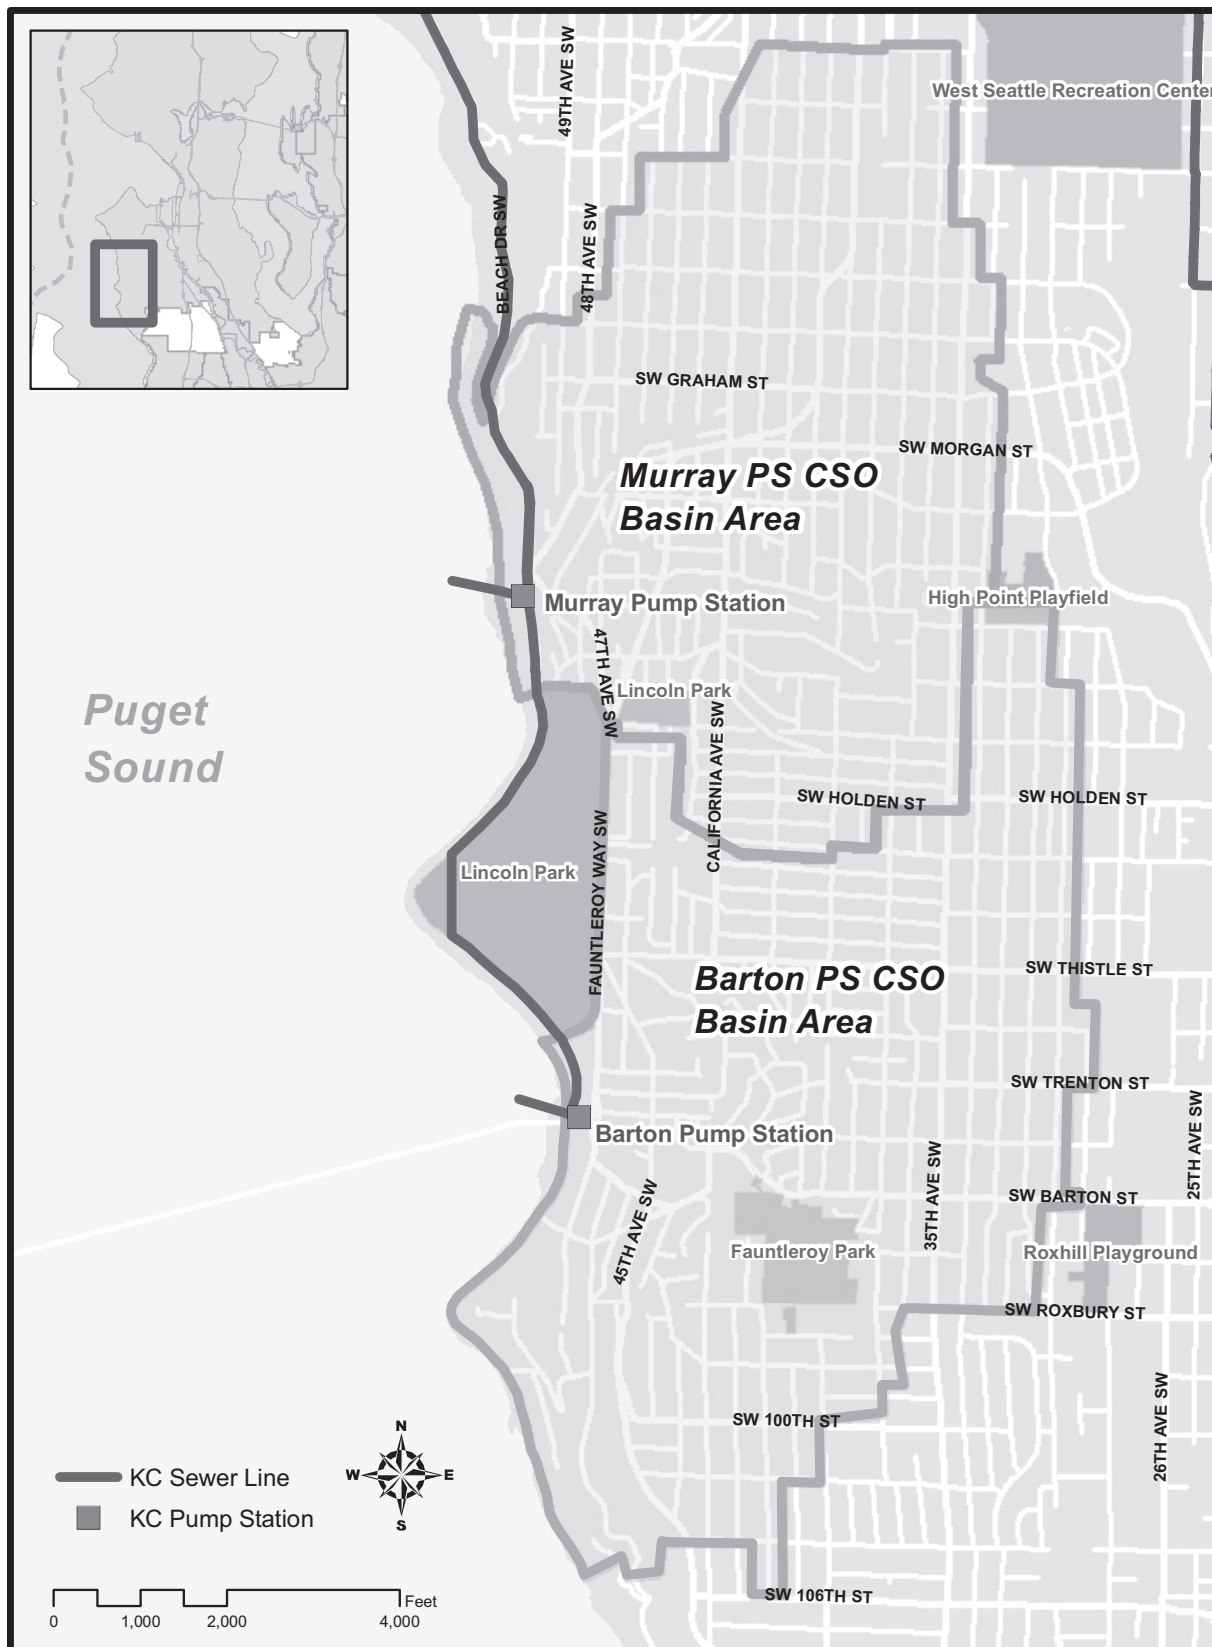 49TH AVE SW
West Seattle Recreation Center
BEACH DR SW
48TH AVE SW
SW GRAHAM ST
SW MORGAN ST
Murray PS CSO
Basin Area
Murray Pump Station
High Point Playfield
47TH AVE SW
Lincoln Park
Puget
Sound
CALIFORNIA AVE SW
SW HOLDEN ST
SW HOLDEN ST
FAUNTLEROY WAY SW
Lincoln Park
Barton PS CSO
Basin Area
SW THISTLE ST
SW TRENTON ST
Barton Pump Station
25TH AVE SW
35TH AVE SW
45TH AVE SW
SW BARTON ST
Fauntleroy Park
Roxhill Playground
SW ROXBURY ST
26TH AVE SW
SW 100TH ST
N
W
E
S
KC Sewer Line
KC Pump Station
SW 106TH ST
Feet
0
1,000
2,000
4,000